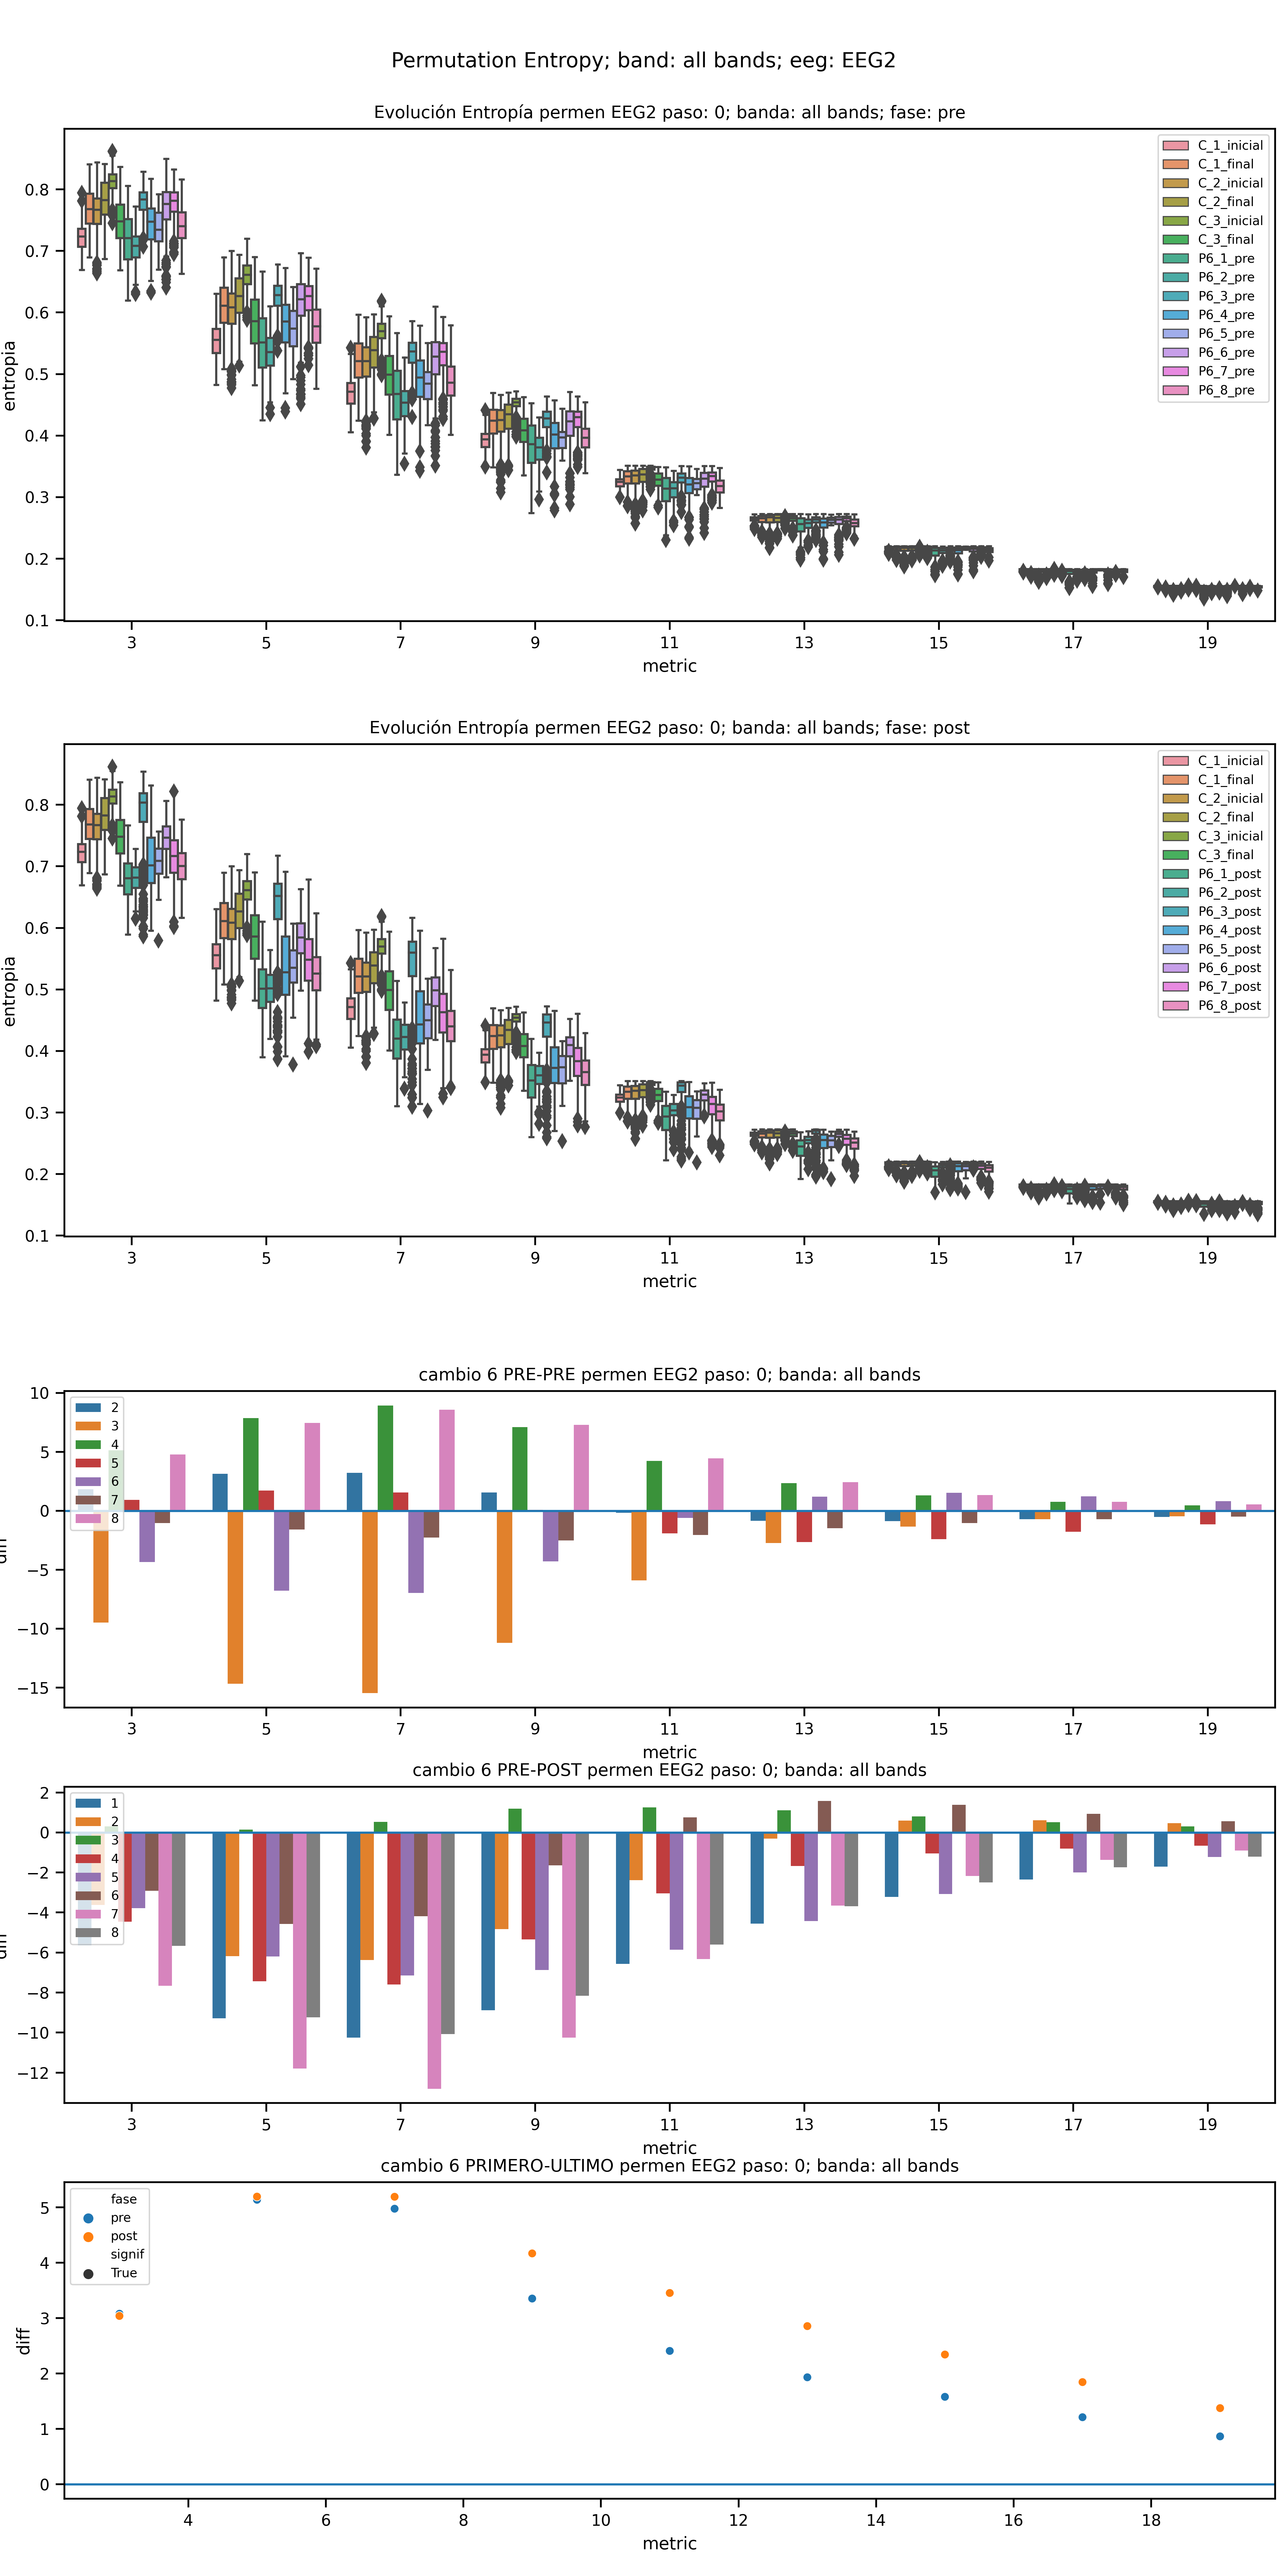 Permutation Entropy; band: all bands; eeg: EEG2
Evolución Entropía permen EEG2 paso: 0; banda: all bands; fase: pre
entropia
0.8
0.7
0.6
0.5
0.4
0.3
0.2
0.1
C_1_inicial
C_1_final
C_2_inicial
C_2_final
C_3_inicial
C_3_final
P6_1_pre
P6_2_pre
P6_3_pre
P6_4_pre
P6_5_pre
P6_6_pre
P6_7_pre
P6_8_pre
3 5 7 9 11 13 15 17 19
metric
Evolución Entropía permen EEG2 paso: 0; banda: all bands; fase: post
entropia
0.8
0.7
0.6
0.5
0.4
0.3
0.2
0.1
C_1_inicial
C_1_final
C_2_inicial
C_2_final
C_3_inicial
C_3_final
P6_1_post
P6_2_post
P6_3_post
P6_4_post
P6_5_post
P6_6_post
P6_7_post
P6_8_post
3 5 7 9 11 13 15 17 19
metric
cambio 6 PRE-PRE permen EEG2 paso: 0; banda: all bands
10
5
0
−5
−10
−15
2
3
4
5
6
7
8
3 5 7 9 11 13 15 17 19
metric
cambio 6 PRE-POST permen EEG2 paso: 0; banda: all bands
2
0
−2
−4
−6
−8
−10
−12
1
2
3
4
5
6
7
8
3 5 7 9 11 13 15 17 19
metric
cambio 6 PRIMERO-ULTIMO permen EEG2 paso: 0; banda: all bands
diff
5
4
3
2
1
0
fase
pre
post
signif
True
4 6 8 10 12 14 16 18
metric